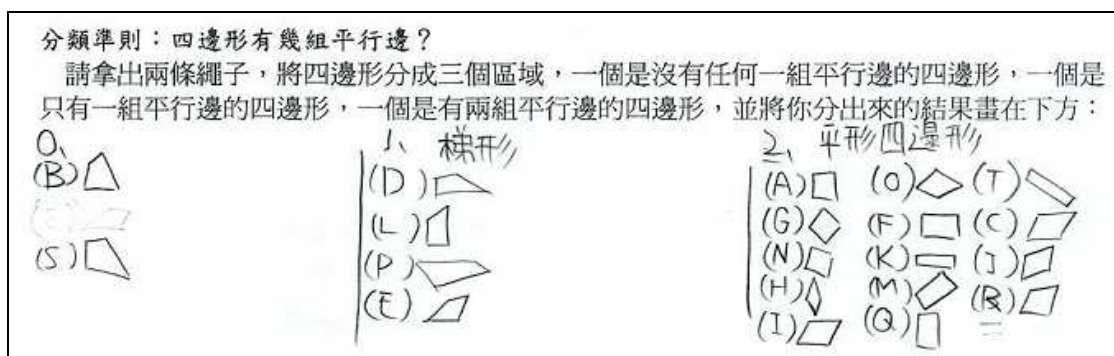 分類準則：四邊形有幾組平行邊？
請拿出兩條繩子，將四邊形分成三個區域，一個是沒有任何一組平行邊的四邊形，一個是
只有一組平行邊的四邊形，一個是有兩組平行邊的四邊形，並將你分出來的結果畫在下方：
0、
(B)
(S)
1、梯形
(D)
(L)
(P)
(E)
2、平形四邊形
(A) (O) (T)
(G) (F) (C)
(N) (K) (J)
(H) (M) (R)
(I) (Q)